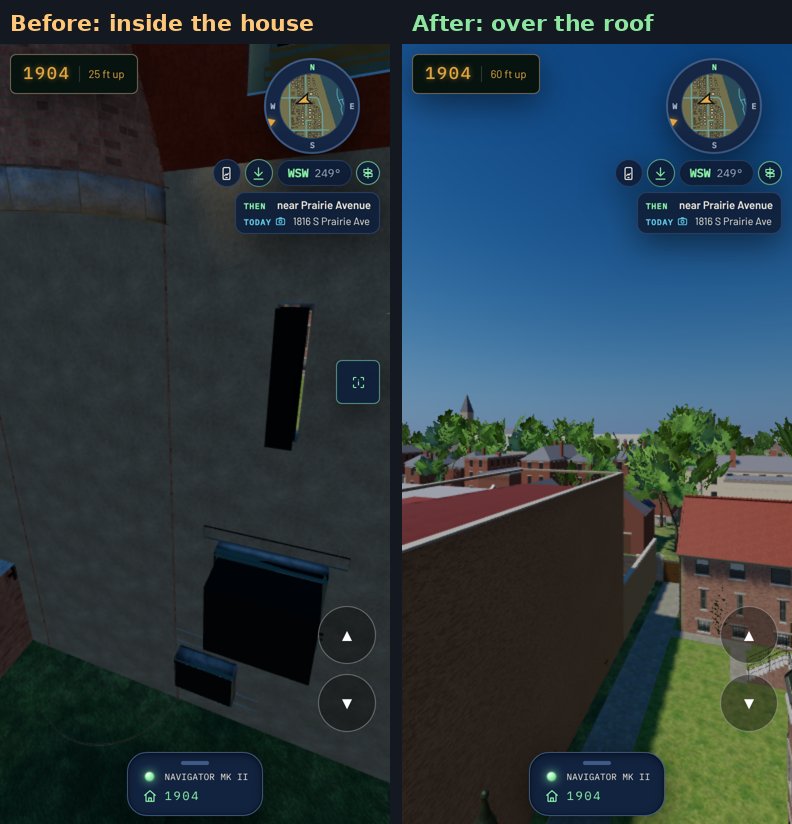 Before: inside the house
1904 25 ft up
N
W E
S
WSW 249°
THEN near Prairie Avenue
TODAY 1816 S Prairie Ave
NAVIGATOR MK II
1904
After: over the roof
1904 60 ft up
N
W E
S
WSW 249°
THEN near Prairie Avenue
TODAY 1816 S Prairie Ave
NAVIGATOR MK II
1904